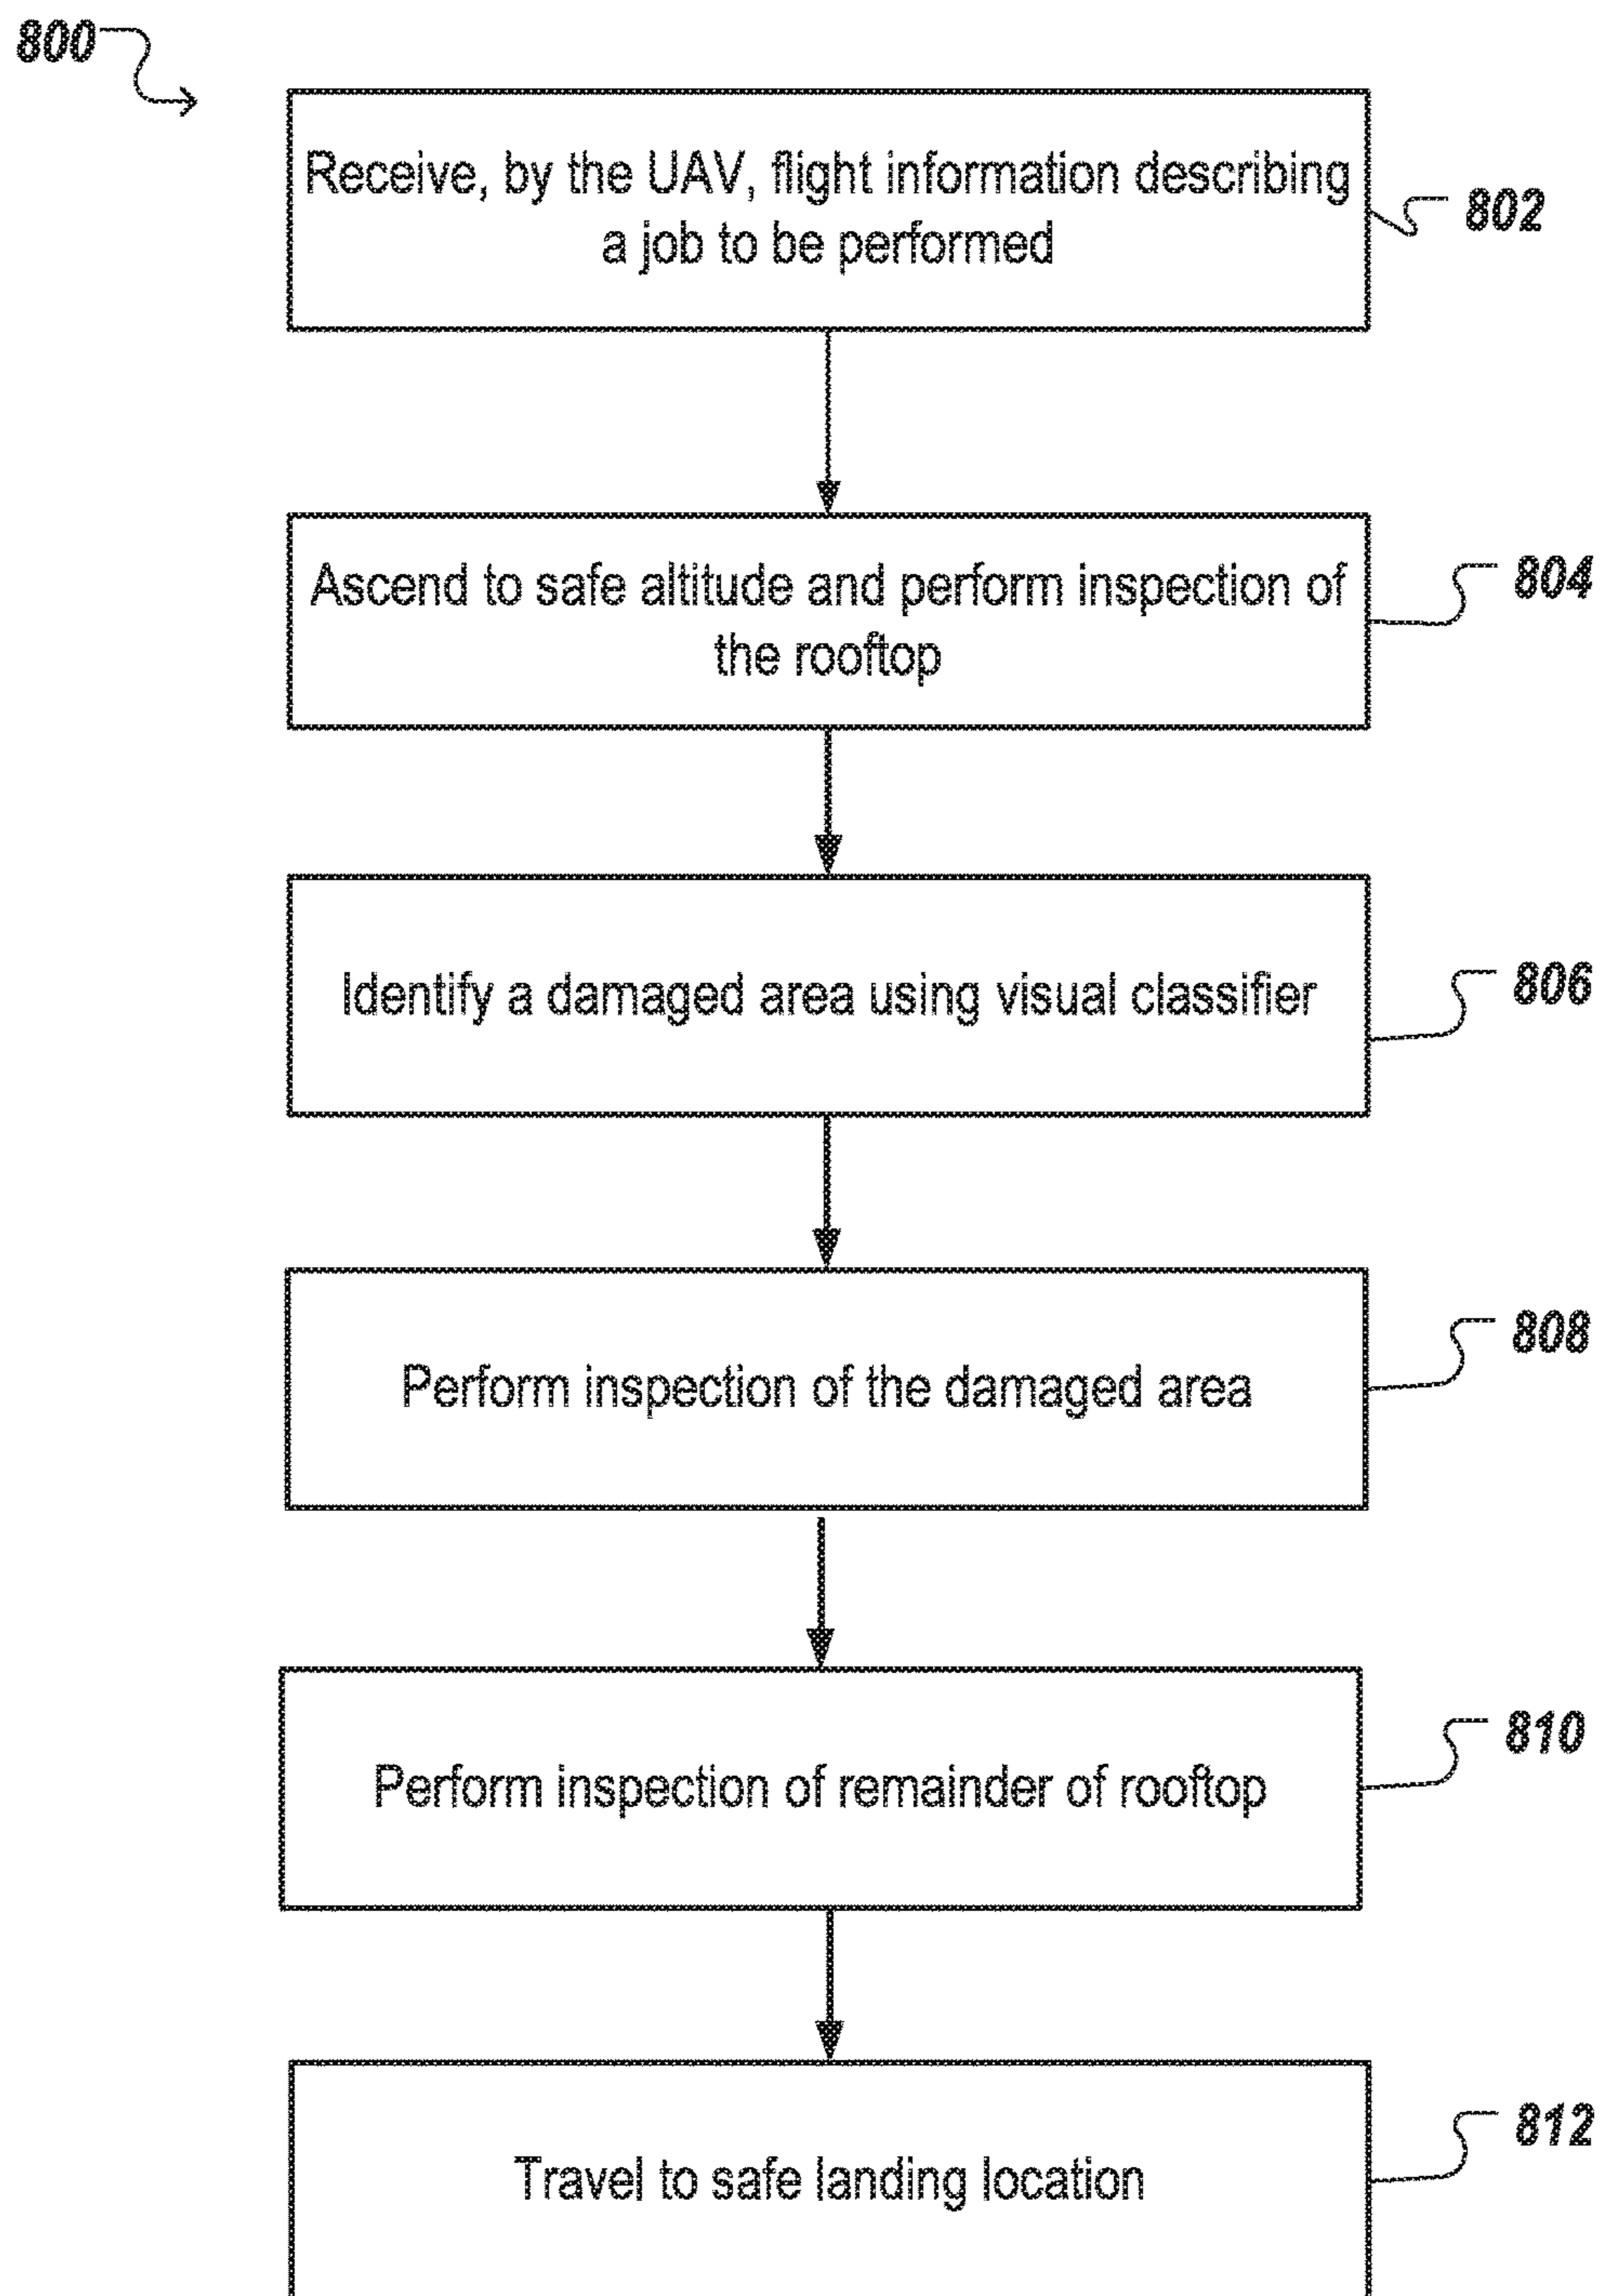 800
Receive, by the UAV, flight information describing
a job to be performed
802
Ascend to safe altitude and perform inspection of
the rooftop
804
Identify a damaged area using visual classifier
806
Perform inspection of the damaged area
808
Perform inspection of remainder of rooftop
810
Travel to safe landing location
812